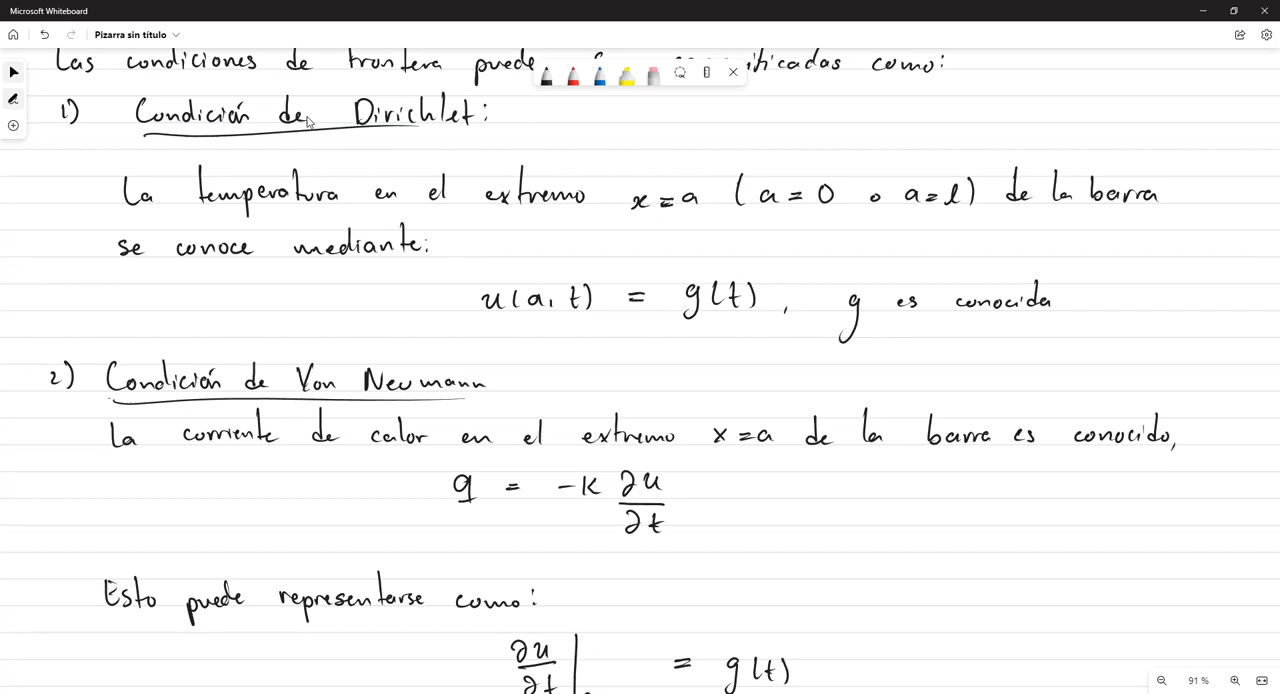 Microsoft Whiteboard
Pizarra sin título
Las condiciones de frontera puede ificadas como:
1) Condición de Dirichlet:
La temperatura en el extremo x = a (a = 0 o a = l) de la barra
se conoce mediante:
u(a, t) = g(t), g es conocida
2) Condición de Von Neumann
La corriente de calor en el extremo x = a de la barra es conocido,
q = -K ∂u/∂t
Esto puede representarse como:
∂u/∂t | = g(t)
91 %